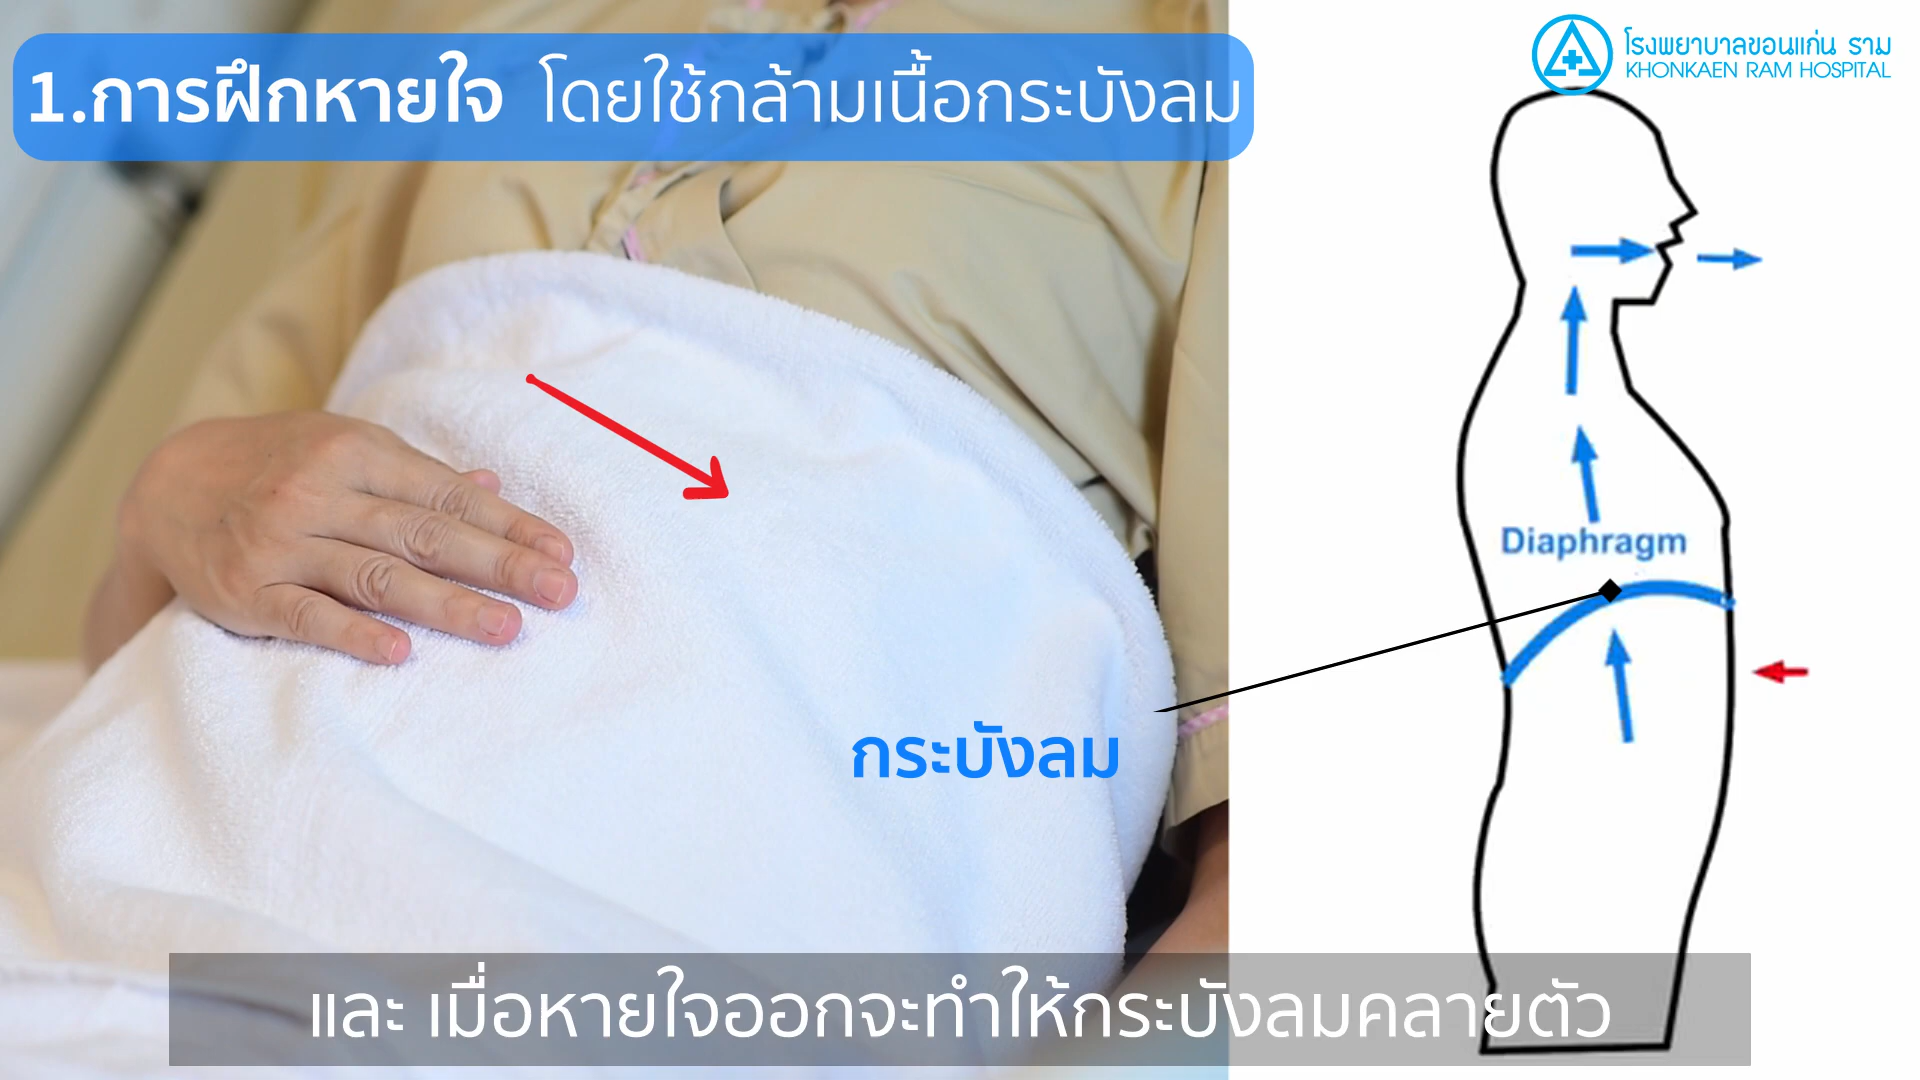 1.การฝึกหายใจ โดยใช้กล้ามเนื้อกระบังลม
โรงพยาบาลขอนแก่น ราม
KHONKAEN RAM HOSPITAL
Diaphragm
กระบังลม
และ เมื่อหายใจออกจะทำให้กระบังลมคลายตัว